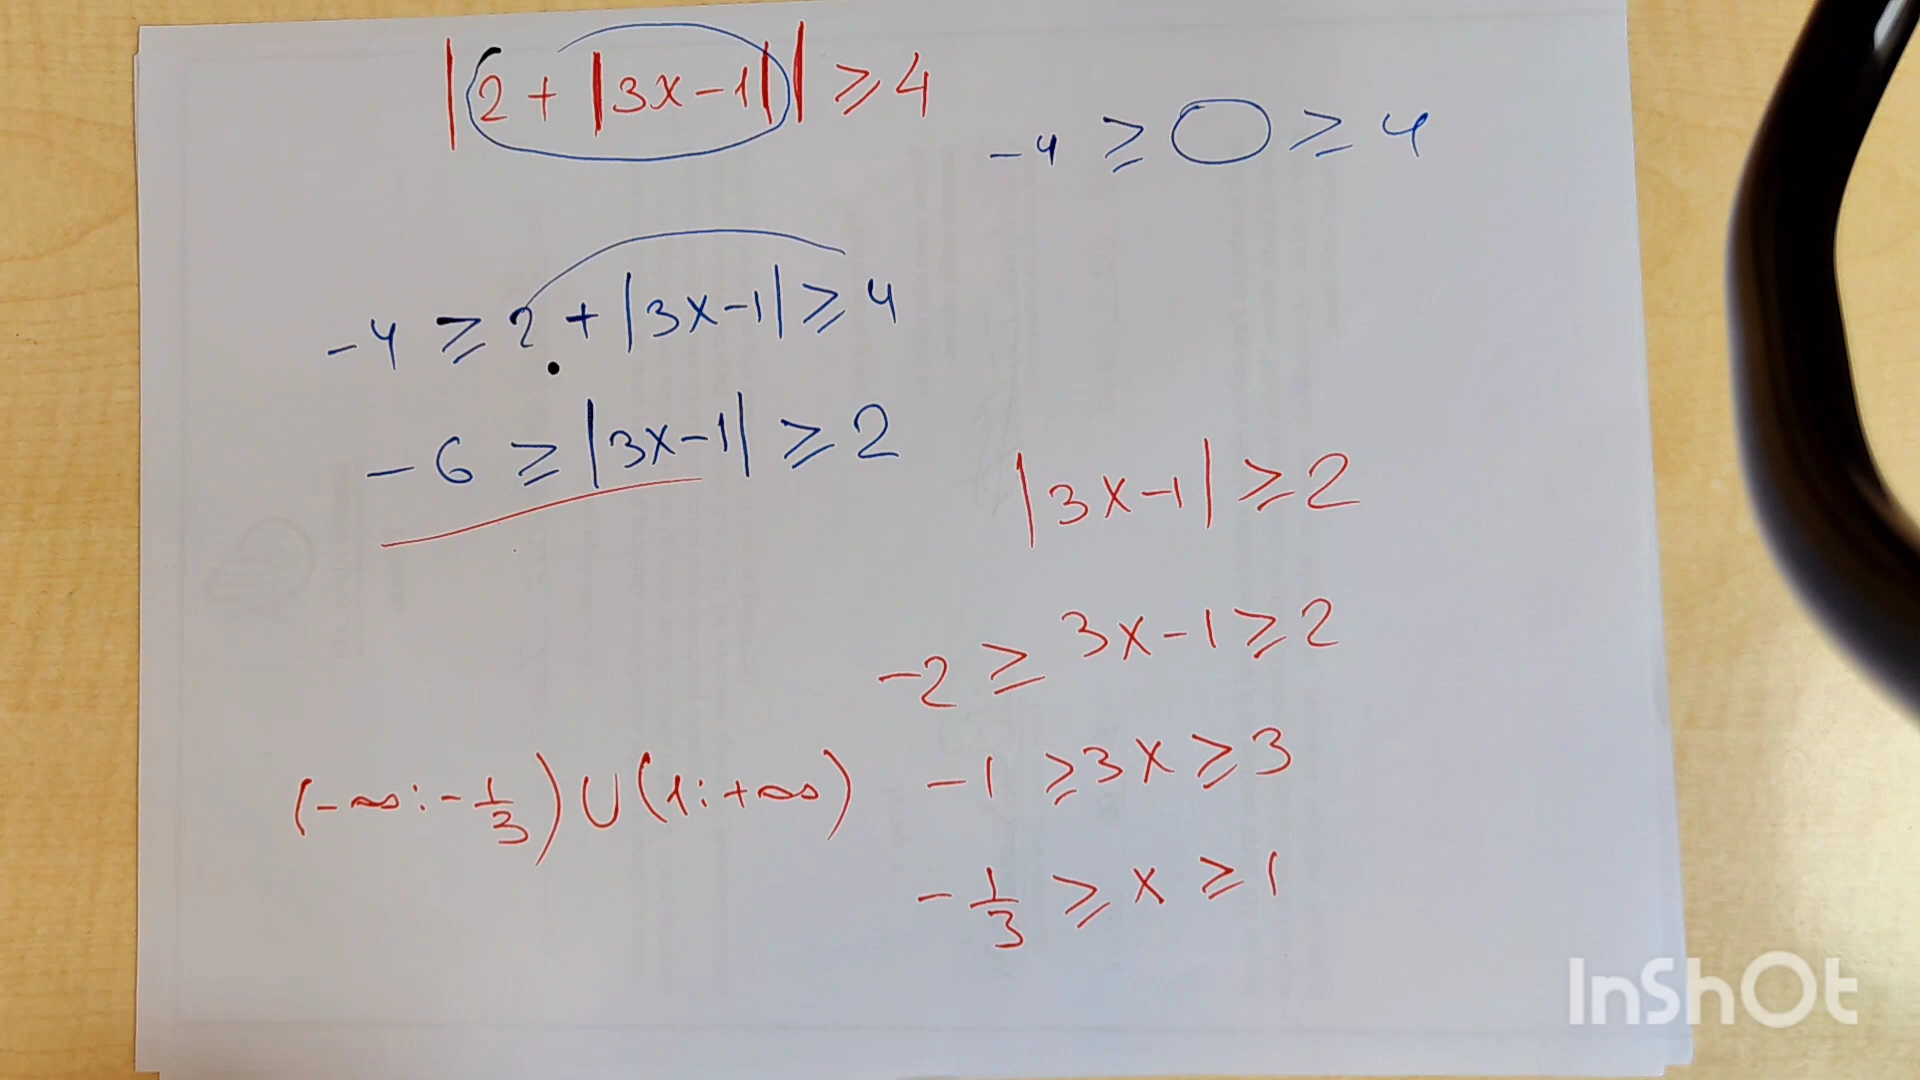 |2 + |3x-1|| ≥ 4
-4 ≥ ◯ ≥ 4
-4 ≥ 2 + |3x-1| ≥ 4
-6 ≥ |3x-1| ≥ 2
|3x-1| ≥ 2
-2 ≥ 3x-1 ≥ 2
-1 ≥ 3x ≥ 3
-1/3 ≥ x ≥ 1
(-∞:-1/3) ∪ (1:+∞)
InShOt